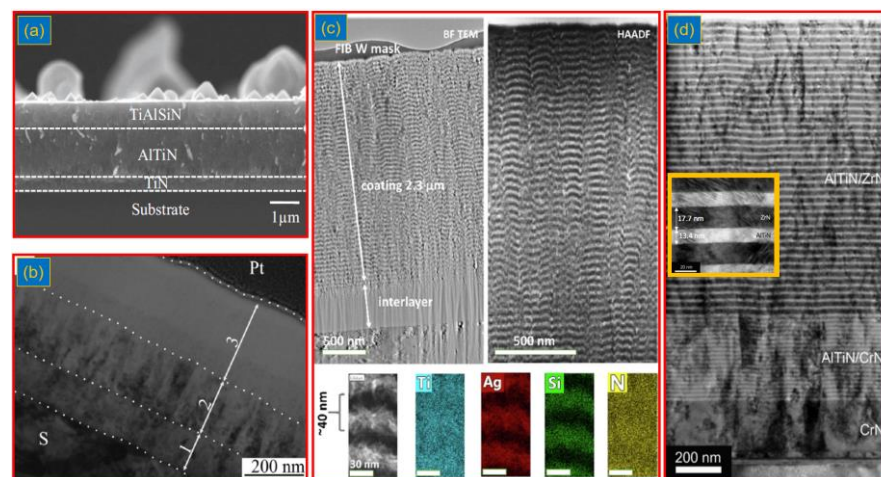 (a)
TiAlSiN
AlTiN
TiN
Substrate
1μm
(b)
Pt
3
2
1
S
200 nm
(c)
BF TEM
FIB W mask
coating 2.3 μm
interlayer
500 nm
HAADF
500 nm
~40 nm
30 nm
Ti
Ag
Si
N
(d)
AlTiN/ZrN
17.7 nm
ZrN
13.4 nm
AlTiN
20 nm
AlTiN/CrN
CrN
200 nm